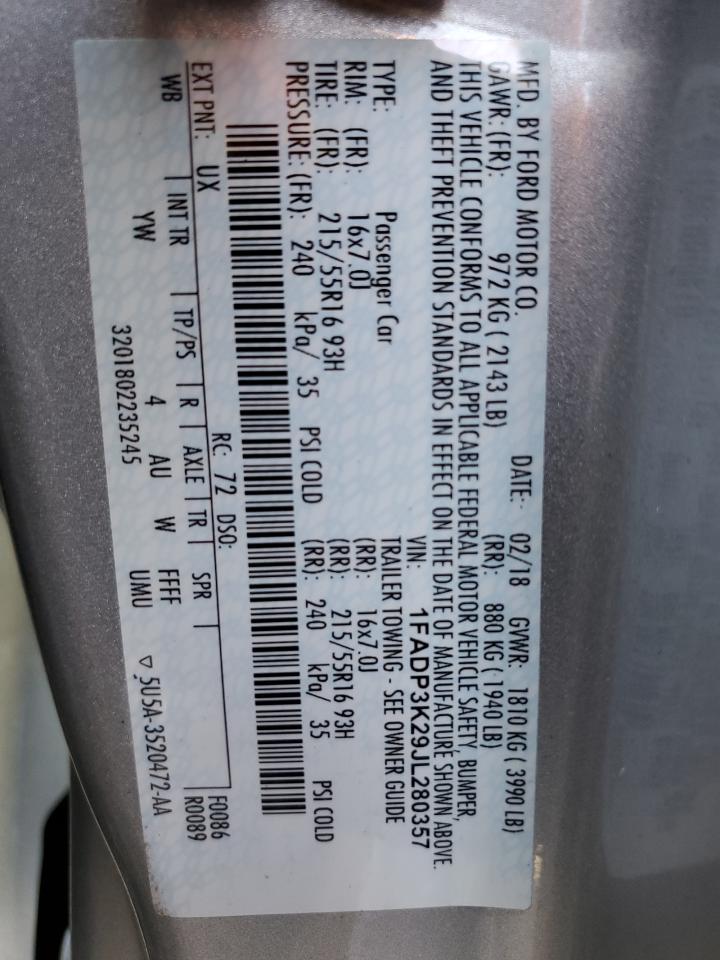 MFD. BY FORD MOTOR CO.
DATE: 02/18 GVWR: 1810 KG ( 3990 LB)
GAWR: (FR): 972 KG ( 2143 LB) (RR): 880 KG ( 1940 LB)
THIS VEHICLE CONFORMS TO ALL APPLICABLE FEDERAL MOTOR VEHICLE SAFETY, BUMPER,
AND THEFT PREVENTION STANDARDS IN EFFECT ON THE DATE OF MANUFACTURE SHOWN ABOVE.
VIN: 1FADP3K29JL280357
TYPE: Passenger Car TRAILER TOWING - SEE OWNER GUIDE
RIM: (FR): 16x7.0J (RR): 16x7.0J
TIRE: (FR): 215/55R16 93H (RR): 215/55R16 93H
PRESSURE: (FR): 240 kPa/ 35 PSI COLD (RR): 240 kPa/ 35 PSI COLD
F0086
R0089
EXT PNT: UX RC: 72 DSO:
WB | INT TR | TP/PS | R | AXLE | TR | SPR |
YW 4 AU W FFFF
UMU
3201802235245 ▽ 5U5A-3520472-AA